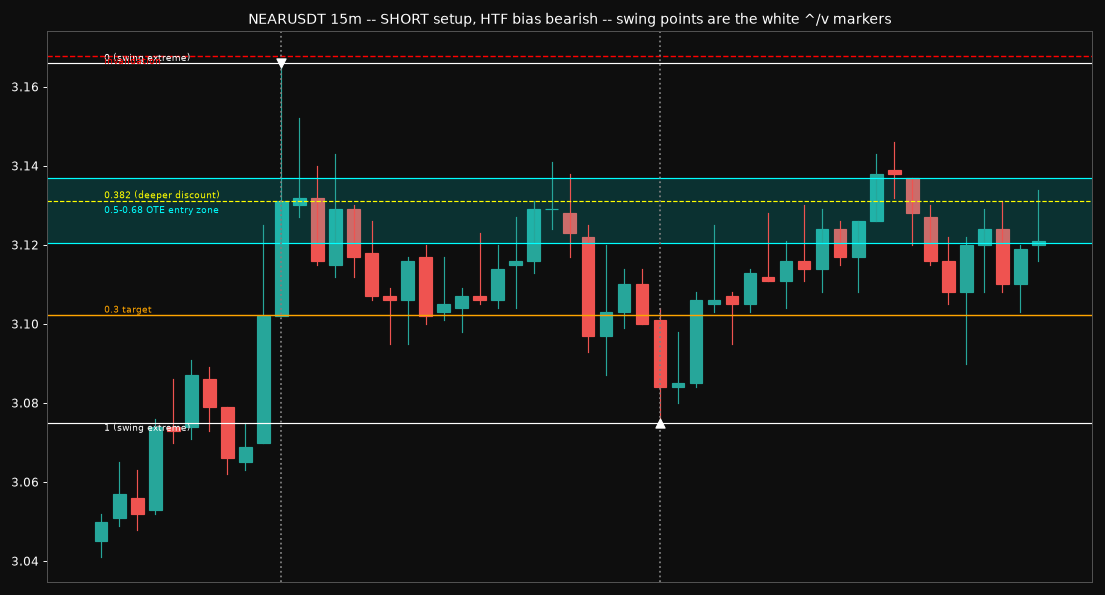 NEARUSDT 15m -- SHORT setup, HTF bias bearish -- swing points are the white ^/v markers
0 (swing extreme)
3.16
3.14
0.382 (deeper discount)
0.5-0.68 OTE entry zone
3.12
0.3 target
3.10
3.08
1 (swing extreme)
3.06
3.04